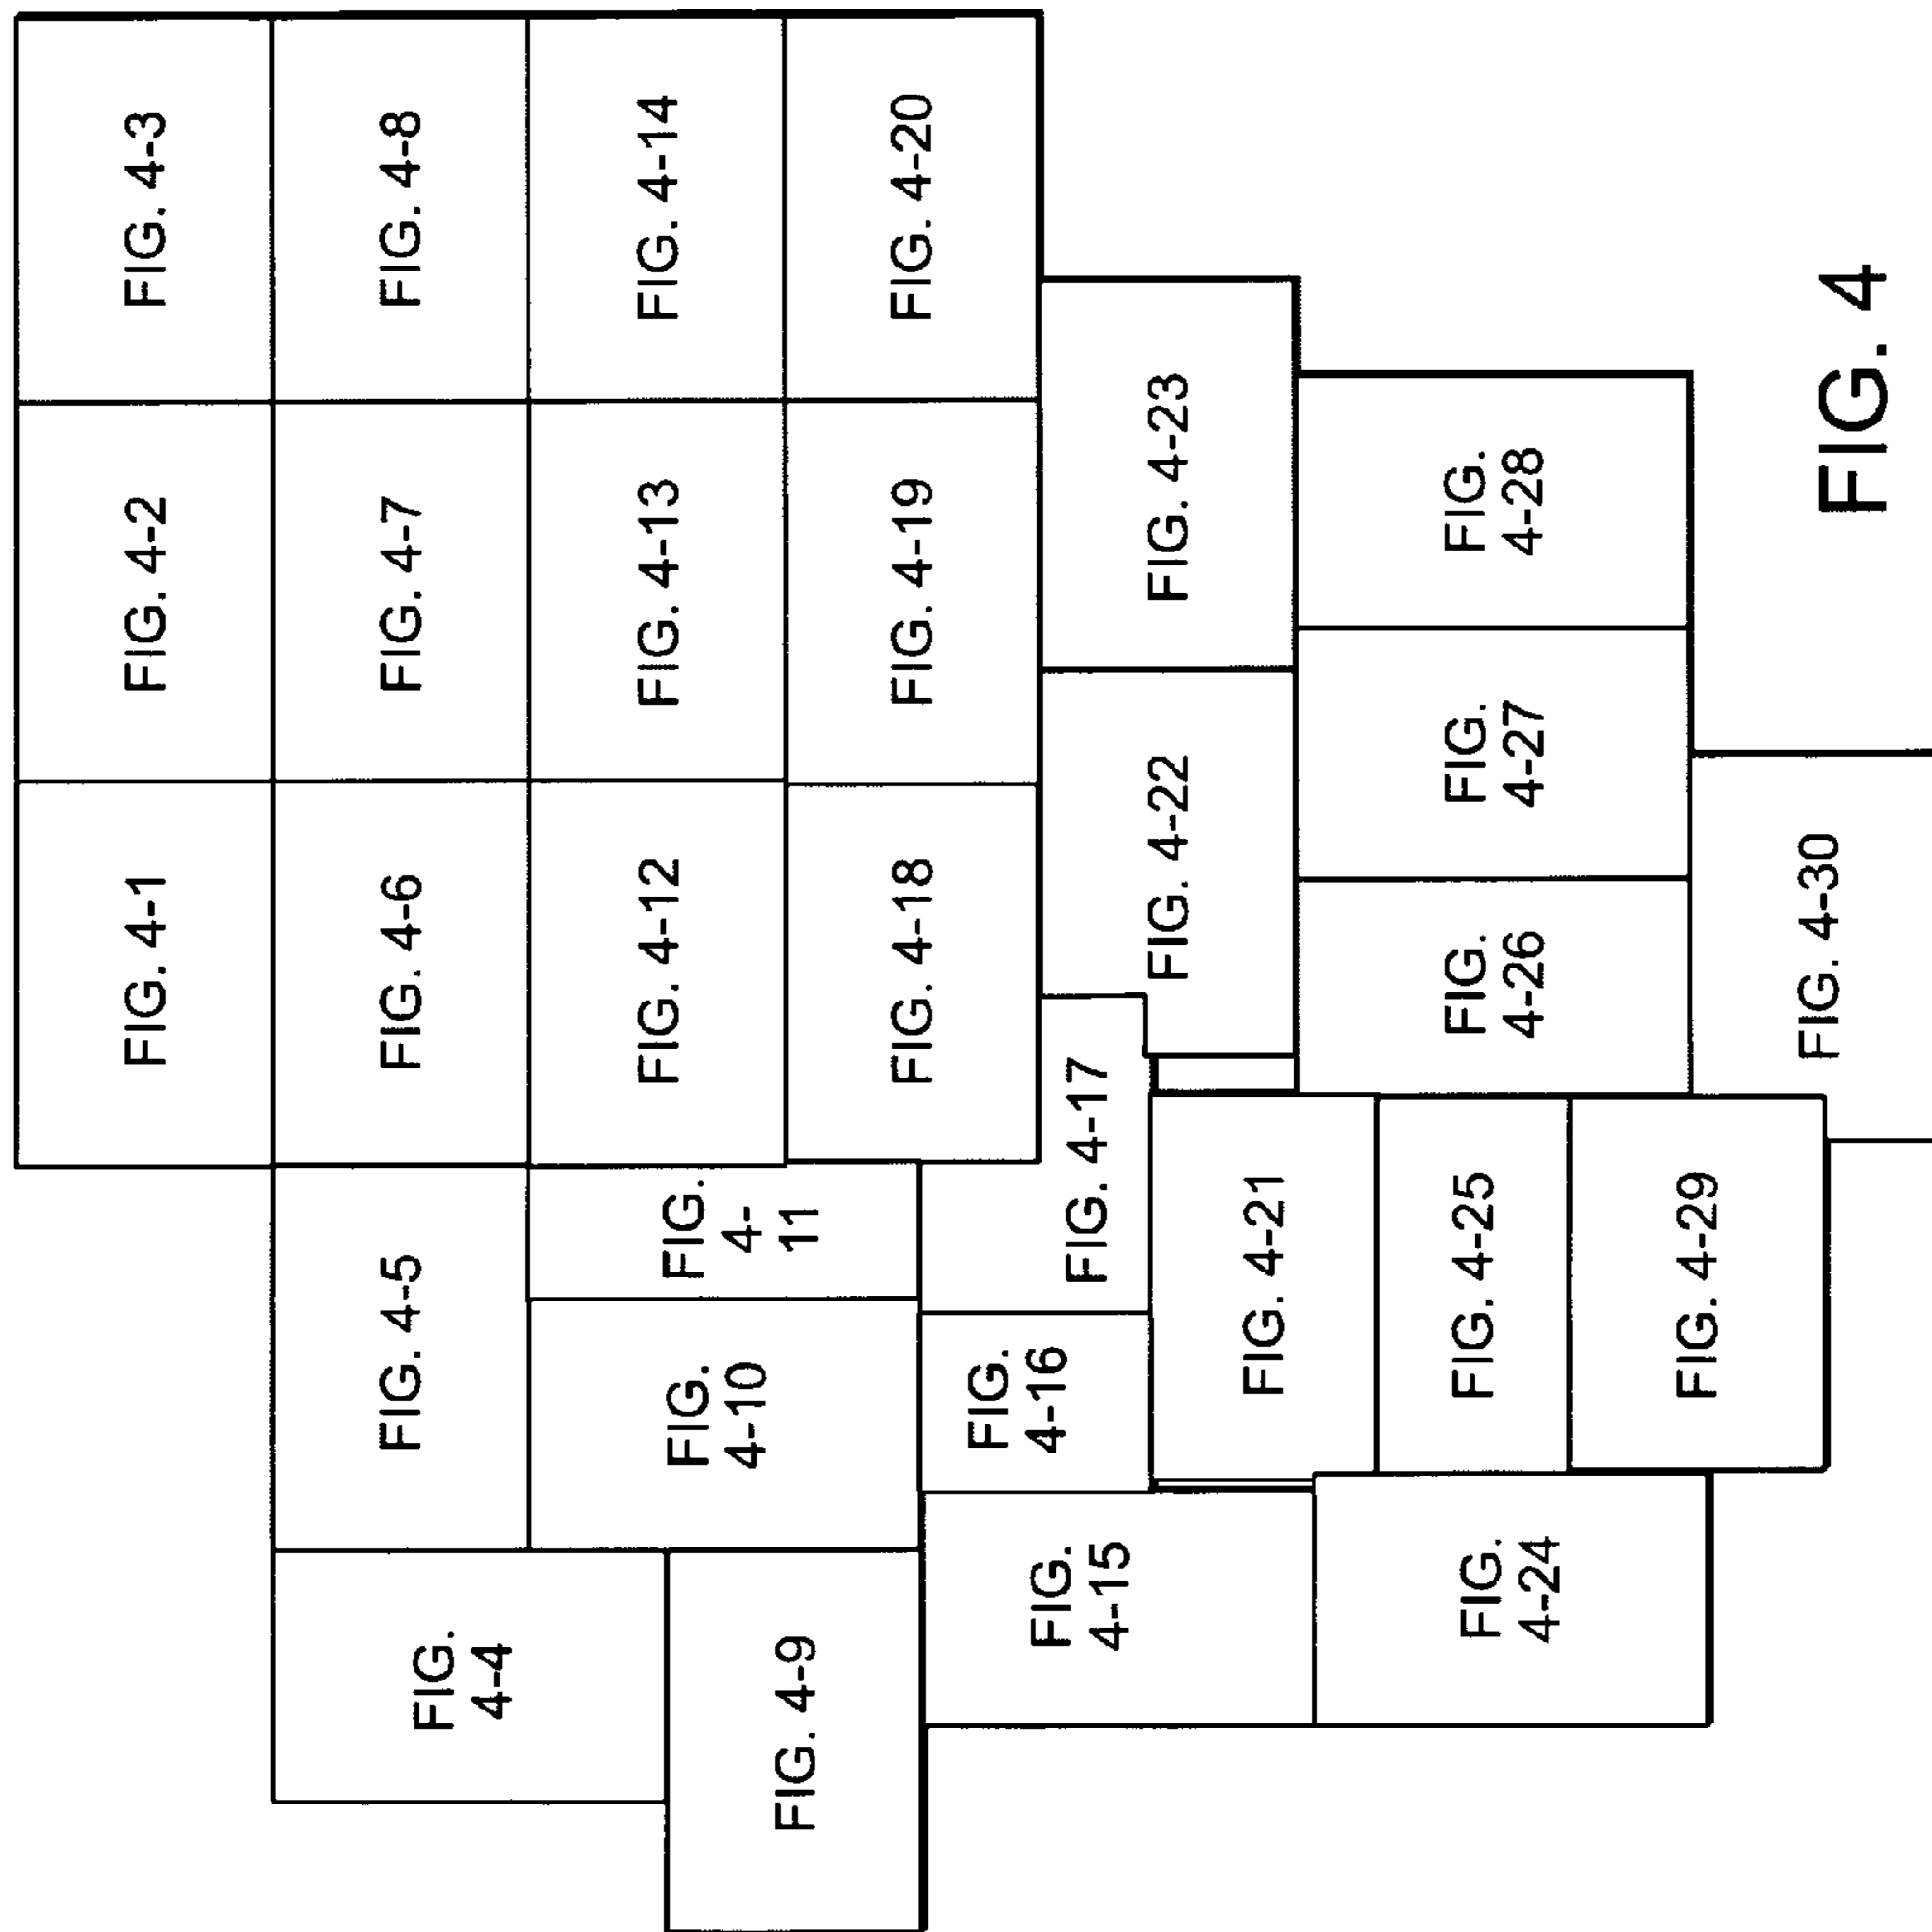 FIG. 4-1
FIG. 4-2
FIG. 4-3
FIG.
4-4
FIG. 4-5
FIG. 4-6
FIG. 4-7
FIG. 4-8
FIG. 4-9
FIG.
4-10
FIG.
4-
11
FIG. 4-12
FIG. 4-13
FIG. 4-14
FIG.
4-15
FIG.
4-16
FIG. 4-17
FIG. 4-18
FIG. 4-19
FIG. 4-20
FIG. 4-21
FIG. 4-22
FIG. 4-23
FIG.
4-24
FIG. 4-25
FIG.
4-26
FIG.
4-27
FIG.
4-28
FIG. 4-29
FIG. 4-30
FIG. 4